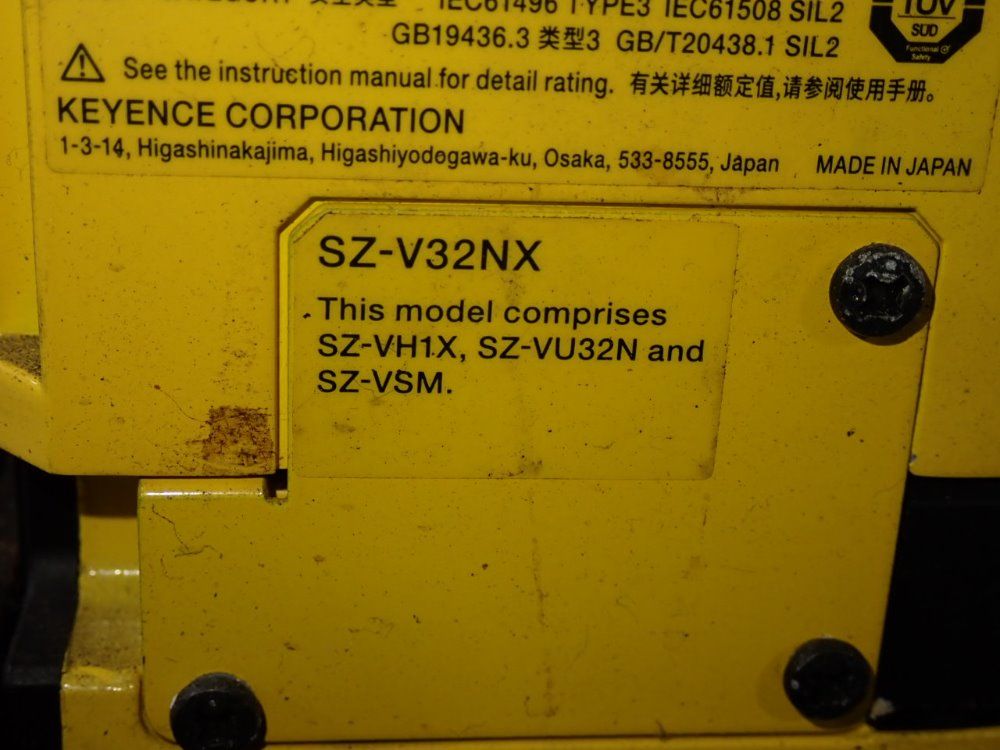 IEC61496 TYPE3 IEC61508 SIL2
GB19436.3 类型3 GB/T20438.1 SIL2
TÜV
SÜD
Functional
Safety
See the instruction manual for detail rating. 有关详细额定值,请参阅使用手册。
KEYENCE CORPORATION
1-3-14, Higashinakajima, Higashiyodogawa-ku, Osaka, 533-8555, Japan MADE IN JAPAN
SZ-V32NX
This model comprises
SZ-VH1X, SZ-VU32N and
SZ-VSM.